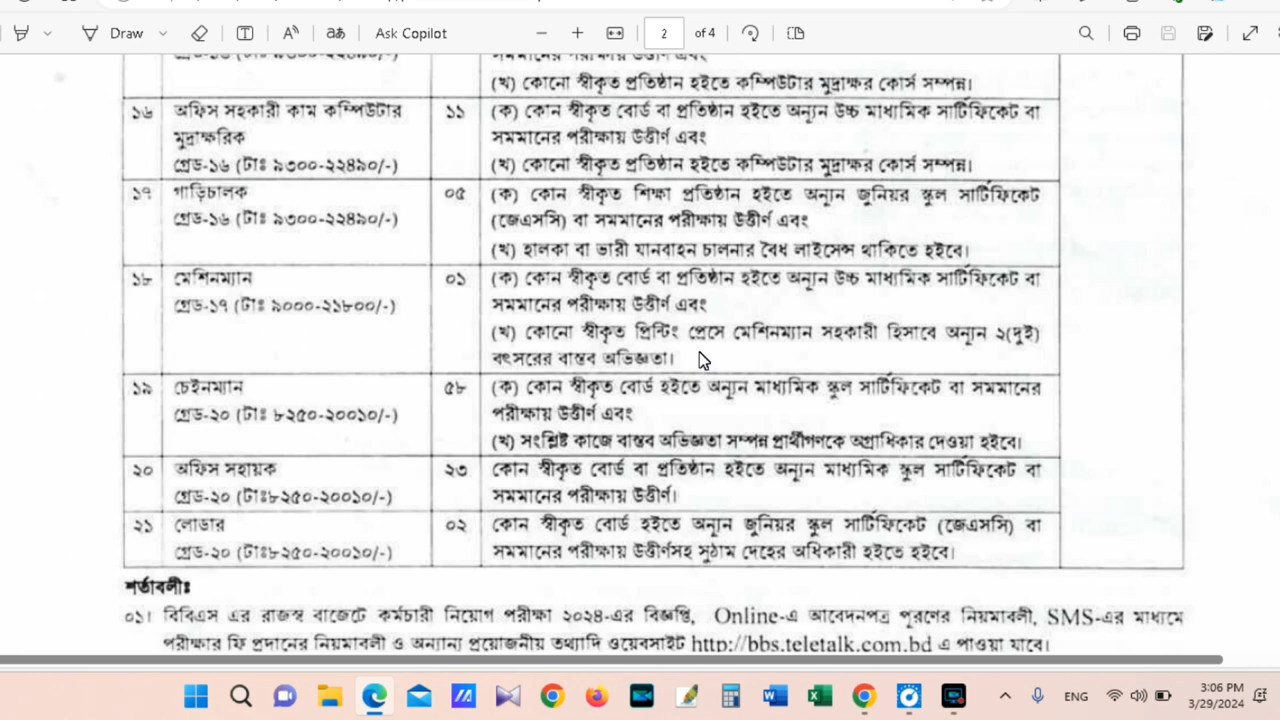 Draw
Ask Copilot
2 of 4
গ্রেড-১৬ (টাঃ ৯৩০০-২২৪৯০/-)
সমমানের পরীক্ষায় উত্তীর্ণ এবং
(খ) কোনো স্বীকৃত প্রতিষ্ঠান হইতে কম্পিউটার মুদ্রাক্ষর কোর্স সম্পন্ন।
১৬ অফিস সহকারী কাম কম্পিউটার ১১ (ক) কোন স্বীকৃত বোর্ড বা প্রতিষ্ঠান হইতে অন্যূন উচ্চ মাধ্যমিক সার্টিফিকেট বা
মুদ্রাক্ষরিক সমমানের পরীক্ষায় উত্তীর্ণ এবং
গ্রেড-১৬ (টাঃ ৯৩০০-২২৪৯০/-) (খ) কোনো স্বীকৃত প্রতিষ্ঠান হইতে কম্পিউটার মুদ্রাক্ষর কোর্স সম্পন্ন।
১৭ গাড়িচালক ০৫ (ক) কোন স্বীকৃত শিক্ষা প্রতিষ্ঠান হইতে অন্যূন জুনিয়র স্কুল সার্টিফিকেট
গ্রেড-১৬ (টাঃ ৯৩০০-২২৪৯০/-) (জেএসসি) বা সমমানের পরীক্ষায় উত্তীর্ণ এবং
(খ) হালকা বা ভারী যানবাহন চালনার বৈধ লাইসেন্স থাকিতে হইবে।
১৮ মেশিনম্যান ০১ (ক) কোন স্বীকৃত বোর্ড বা প্রতিষ্ঠান হইতে অন্যূন উচ্চ মাধ্যমিক সার্টিফিকেট বা
গ্রেড-১৭ (টাঃ ৯০০০-২১৮০০/-) সমমানের পরীক্ষায় উত্তীর্ণ এবং
(খ) কোনো স্বীকৃত প্রিন্টিং প্রেসে মেশিনম্যান সহকারী হিসাবে অন্যূন ২(দুই)
বৎসরের বাস্তব অভিজ্ঞতা।
১৯ চেইনম্যান ৫৮ (ক) কোন স্বীকৃত বোর্ড হইতে অন্যূন মাধ্যমিক স্কুল সার্টিফিকেট বা সমমানের
গ্রেড-২০ (টাঃ ৮২৫০-২০০১০/-) পরীক্ষায় উত্তীর্ণ এবং
(খ) সংশ্লিষ্ট কাজে বাস্তব অভিজ্ঞতা সম্পন্ন প্রার্থীগণকে অগ্রাধিকার দেওয়া হইবে।
২০ অফিস সহায়ক ২৩ কোন স্বীকৃত বোর্ড বা প্রতিষ্ঠান হইতে অন্যূন মাধ্যমিক স্কুল সার্টিফিকেট বা
গ্রেড-২০ (টাঃ৮২৫০-২০০১০/-) সমমানের পরীক্ষায় উত্তীর্ণ।
২১ লোডার ০২ কোন স্বীকৃত বোর্ড হইতে অন্যূন জুনিয়র স্কুল সার্টিফিকেট (জেএসসি) বা
গ্রেড-২০ (টাঃ৮২৫০-২০০১০/-) সমমানের পরীক্ষায় উত্তীর্ণসহ সুঠাম দেহের অধিকারী হইতে হইবে।
শর্তাবলীঃ
০১। বিবিএস এর রাজস্ব বাজেটে কর্মচারী নিয়োগ পরীক্ষা ২০২৪-এর বিজ্ঞপ্তি, Online-এ আবেদনপত্র পূরণের নিয়মাবলী, SMS-এর মাধ্যমে
পরীক্ষার ফি প্রদানের নিয়মাবলী ও অন্যান্য প্রয়োজনীয় তথ্যাদি ওয়েবসাইট http://bbs.teletalk.com.bd এ পাওয়া যাবে।
ENG
3:06 PM
3/29/2024